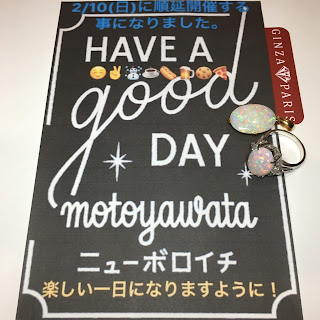 2/10(日)に順延開催する
事になりました。
HAVE A
good
DAY
motoyawata
ニューボロイチ
楽しい一日になりますように！
GINZA PARIS